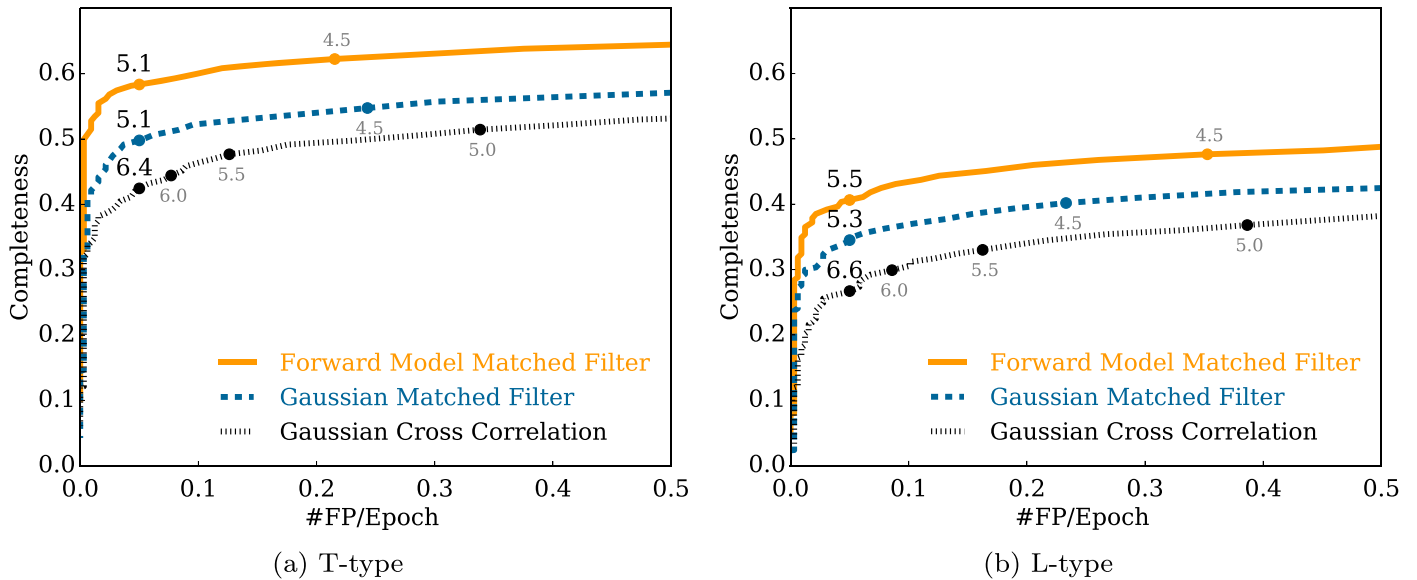 0.6
0.5
0.4
0.3
0.2
0.1
0.0
Completeness
5.1
4.5
5.1
4.5
6.4
6.0
5.5
5.0
Forward Model Matched Filter
Gaussian Matched Filter
Gaussian Cross Correlation
0.0 0.1 0.2 0.3 0.4 0.5
#FP/Epoch
(a) T-type
0.6
0.5
0.4
0.3
0.2
0.1
0.0
Completeness
5.5
4.5
5.3
4.5
6.6
6.0
5.5
5.0
Forward Model Matched Filter
Gaussian Matched Filter
Gaussian Cross Correlation
0.0 0.1 0.2 0.3 0.4 0.5
#FP/Epoch
(b) L-type